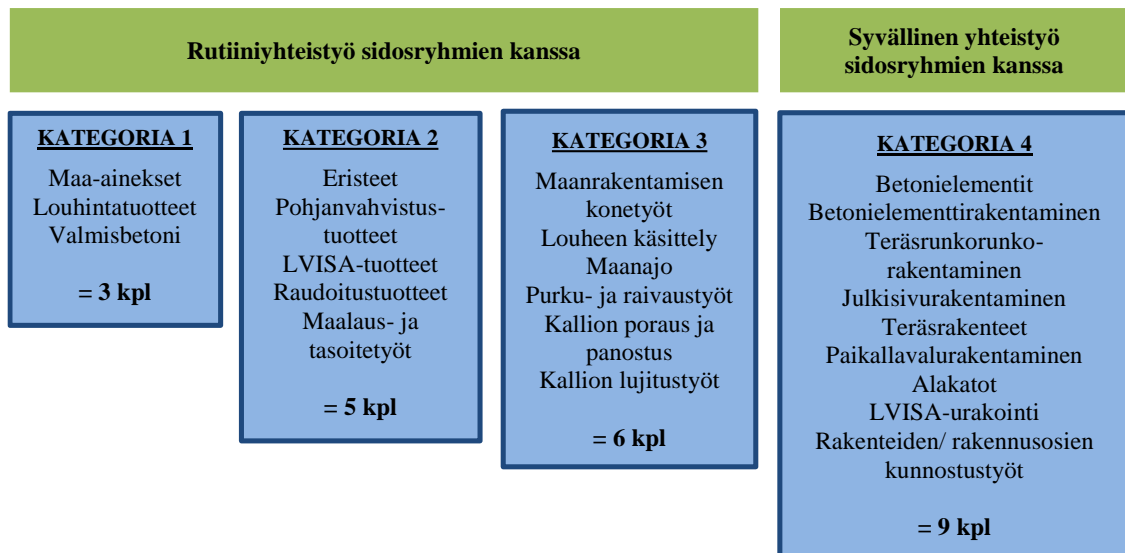 Rutiiniyhteistyö sidosryhmien kanssa
Syvällinen yhteistyö
sidosryhmien kanssa
KATEGORIA 1
Maa-ainekset
Louhintatuotteet
Valmisbetoni
= 3 kpl
KATEGORIA 2
Eristeet
Pohjanvahvistus-
tuotteet
LVISA-tuotteet
Raudoitustuotteet
Maalaus- ja
tasoitetyöt
= 5 kpl
KATEGORIA 3
Maanrakentamisen
konetyöt
Louheen käsittely
Maanajo
Purku- ja raivaustyöt
Kallion poraus ja
panostus
Kallion lujitustyöt
= 6 kpl
KATEGORIA 4
Betonielementit
Betonielementtirakentaminen
Teräsrunkorunko-
rakentaminen
Julkisivurakentaminen
Teräsrakenteet
Paikallavalurakentaminen
Alakatot
LVISA-urakointi
Rakenteiden/ rakennusosien
kunnostustyöt
= 9 kpl